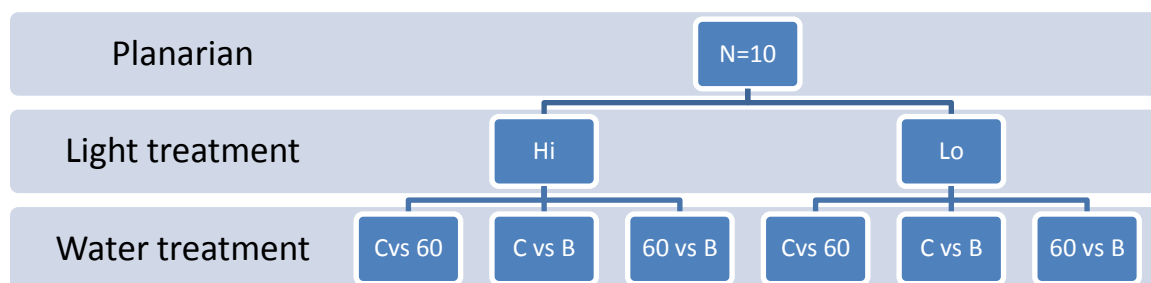 Planarian
N=10
Light treatment
Hi
Lo
Water treatment
Cvs 60
C vs B
60 vs B
Cvs 60
C vs B
60 vs B